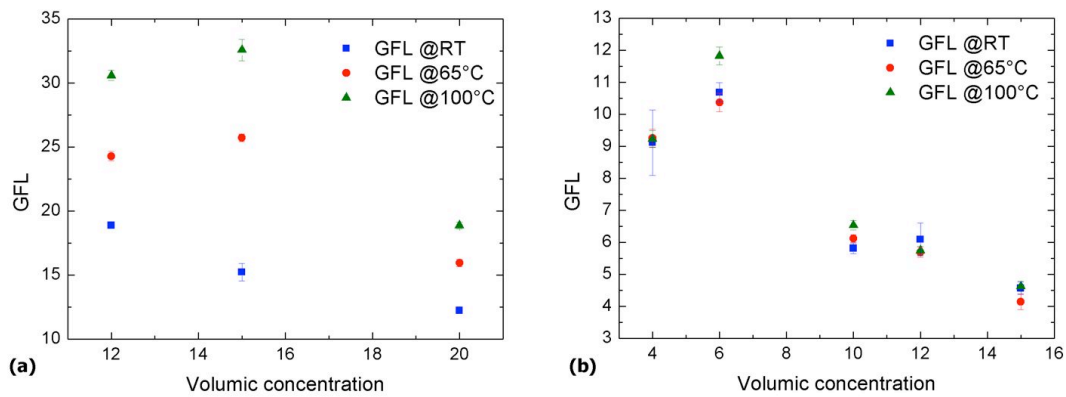 35
30
25
20
15
10
GFL
GFL @RT
GFL @65°C
GFL @100°C
12 14 16 18 20
Volumic concentration
(a)
13
12
11
10
9
8
7
6
5
4
3
GFL
GFL @RT
GFL @65°C
GFL @100°C
4 6 8 10 12 14 16
Volumic concentration
(b)